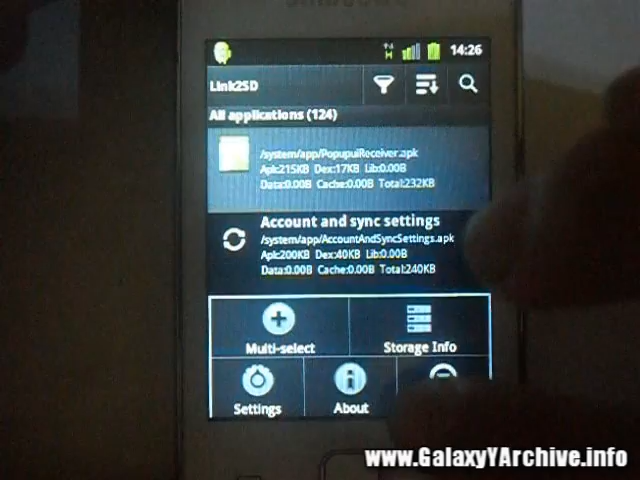 SAMSUNG
H
14:26
Link2SD
All applications (124)
/system/app/PopupuiReceiver.apk
Apk:215KB Dex:17KB Lib:0.00B
Data:0.00B Cache:0.00B Total:232KB
Account and sync settings
/system/app/AccountAndSyncSettings.apk
Apk:200KB Dex:40KB Lib:0.00B
Data:0.00B Cache:0.00B Total:240KB
Multi-select Storage Info
Settings About
www.GalaxyYArchive.info